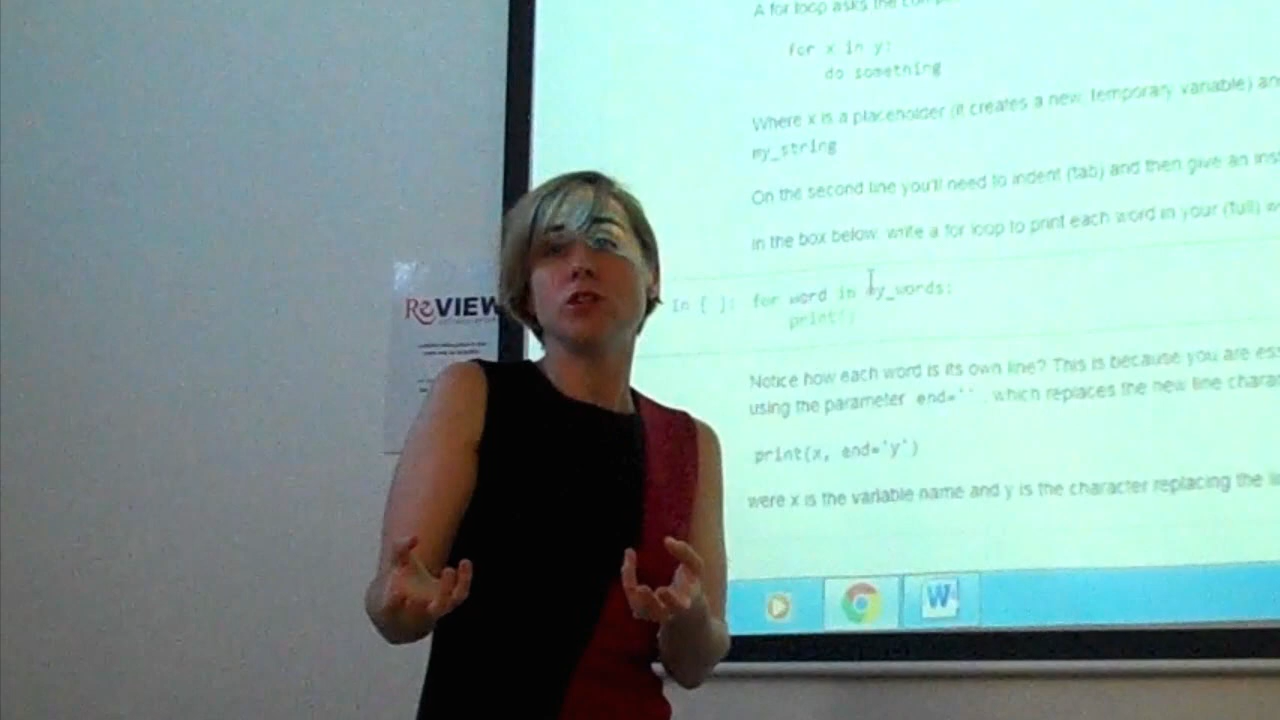 A for loop asks the
for x in y:
do something
Where x is a placeholder (it creates a new, temporary variable)
my_string
On the second line you'll need to indent (tab) and then give an
in the box below, write a for loop to print each word in your (full)
In [ ]: for word in my_words:
print(
Notice how each word is its own line? This is because you are
using the parameter end='' which replaces the new line
print(x, end='y')
were x is the variable name and y is the character replacing the
ReVIEW
W